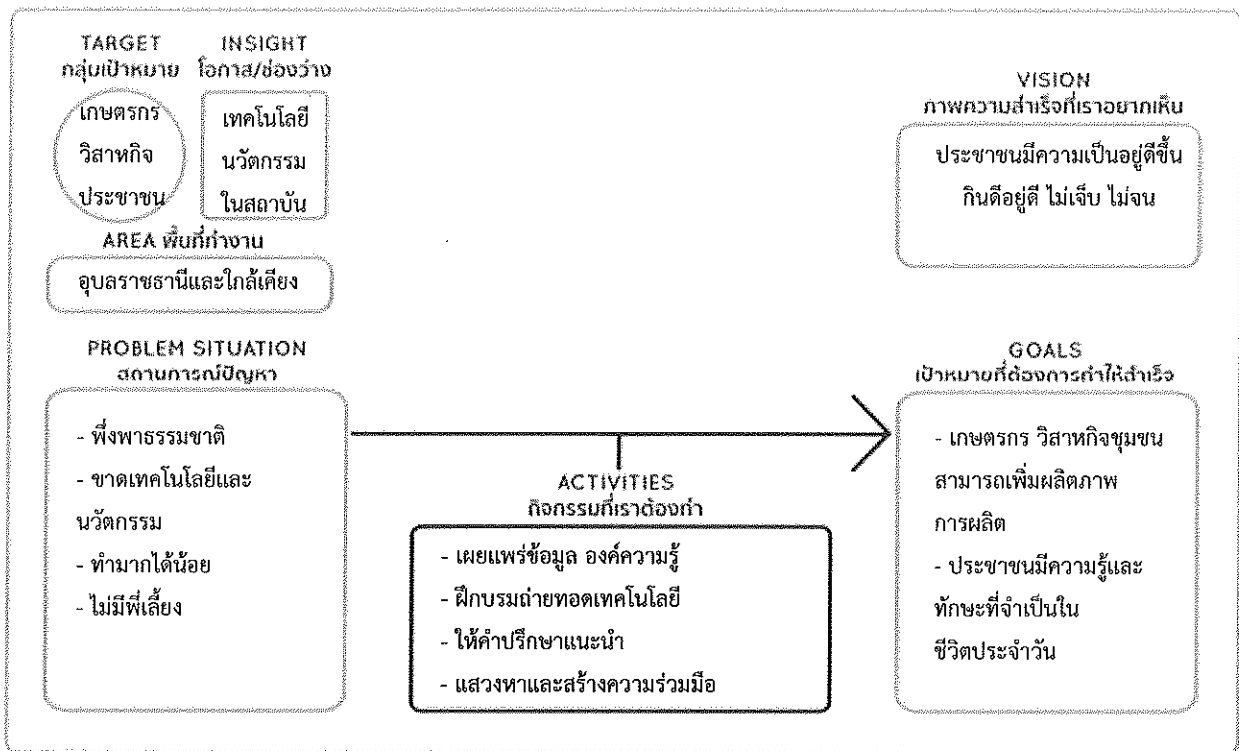 TARGET
กลุ่มเป้าหมาย
เกษตรกร
วิสาหกิจ
ประชาชน
INSIGHT
โอกาส/ช่องว่าง
เทคโนโลยี
นวัตกรรม
ในสถาบัน
AREA พื้นที่ทำงาน
อุบลราชธานีและใกล้เคียง
VISION
ภาพความสำเร็จที่เราอยากเห็น
ประชาชนมีความเป็นอยู่ดีขึ้น
กินดีอยู่ดี ไม่เจ็บ ไม่จน
PROBLEM SITUATION
สถานการณ์ปัญหา
- พึ่งพาธรรมชาติ
- ขาดเทคโนโลยีและ
นวัตกรรม
- ทำมากได้น้อย
- ไม่มีพี่เลี้ยง
ACTIVITIES
กิจกรรมที่เราต้องทำ
- เผยแพร่ข้อมูล องค์ความรู้
- ฝึกบรมถ่ายทอดเทคโนโลยี
- ให้คำปรึกษาแนะนำ
- แสวงหาและสร้างความร่วมมือ
GOALS
เป้าหมายที่ต้องการทำให้สำเร็จ
- เกษตรกร วิสาหกิจชุมชน
สามารถเพิ่มผลิตภาพ
การผลิต
- ประชาชนมีความรู้และ
ทักษะที่จำเป็นใน
ชีวิตประจำวัน